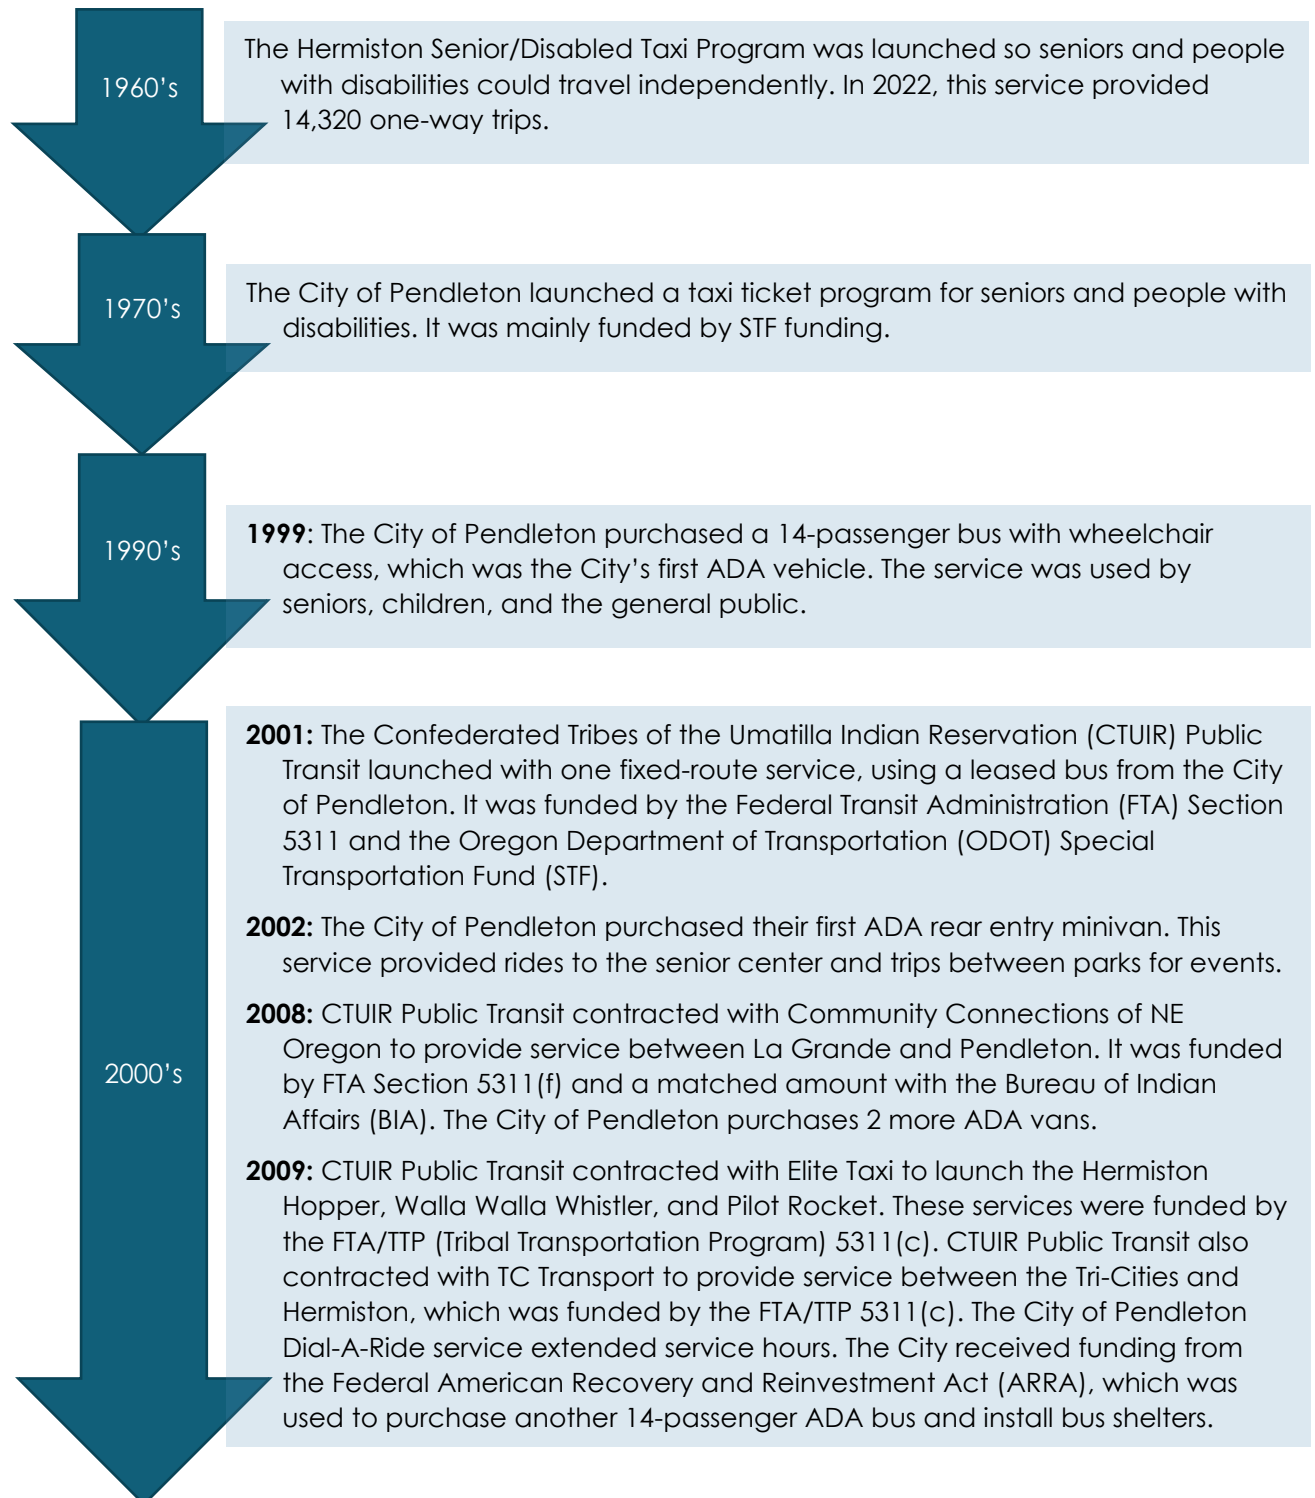 1960's
The Hermiston Senior/Disabled Taxi Program was launched so seniors and people
with disabilities could travel independently. In 2022, this service provided
14,320 one-way trips.
1970's
The City of Pendleton launched a taxi ticket program for seniors and people with
disabilities. It was mainly funded by STF funding.
1990's
1999: The City of Pendleton purchased a 14-passenger bus with wheelchair
access, which was the City's first ADA vehicle. The service was used by
seniors, children, and the general public.
2000's
2001: The Confederated Tribes of the Umatilla Indian Reservation (CTUIR) Public
Transit launched with one fixed-route service, using a leased bus from the City
of Pendleton. It was funded by the Federal Transit Administration (FTA) Section
5311 and the Oregon Department of Transportation (ODOT) Special
Transportation Fund (STF).
2002: The City of Pendleton purchased their first ADA rear entry minivan. This
service provided rides to the senior center and trips between parks for events.
2008: CTUIR Public Transit contracted with Community Connections of NE
Oregon to provide service between La Grande and Pendleton. It was funded
by FTA Section 5311(f) and a matched amount with the Bureau of Indian
Affairs (BIA). The City of Pendleton purchases 2 more ADA vans.
2009: CTUIR Public Transit contracted with Elite Taxi to launch the Hermiston
Hopper, Walla Walla Whistler, and Pilot Rocket. These services were funded by
the FTA/TTP (Tribal Transportation Program) 5311(c). CTUIR Public Transit also
contracted with TC Transport to provide service between the Tri-Cities and
Hermiston, which was funded by the FTA/TTP 5311(c). The City of Pendleton
Dial-A-Ride service extended service hours. The City received funding from
the Federal American Recovery and Reinvestment Act (ARRA), which was
used to purchase another 14-passenger ADA bus and install bus shelters.